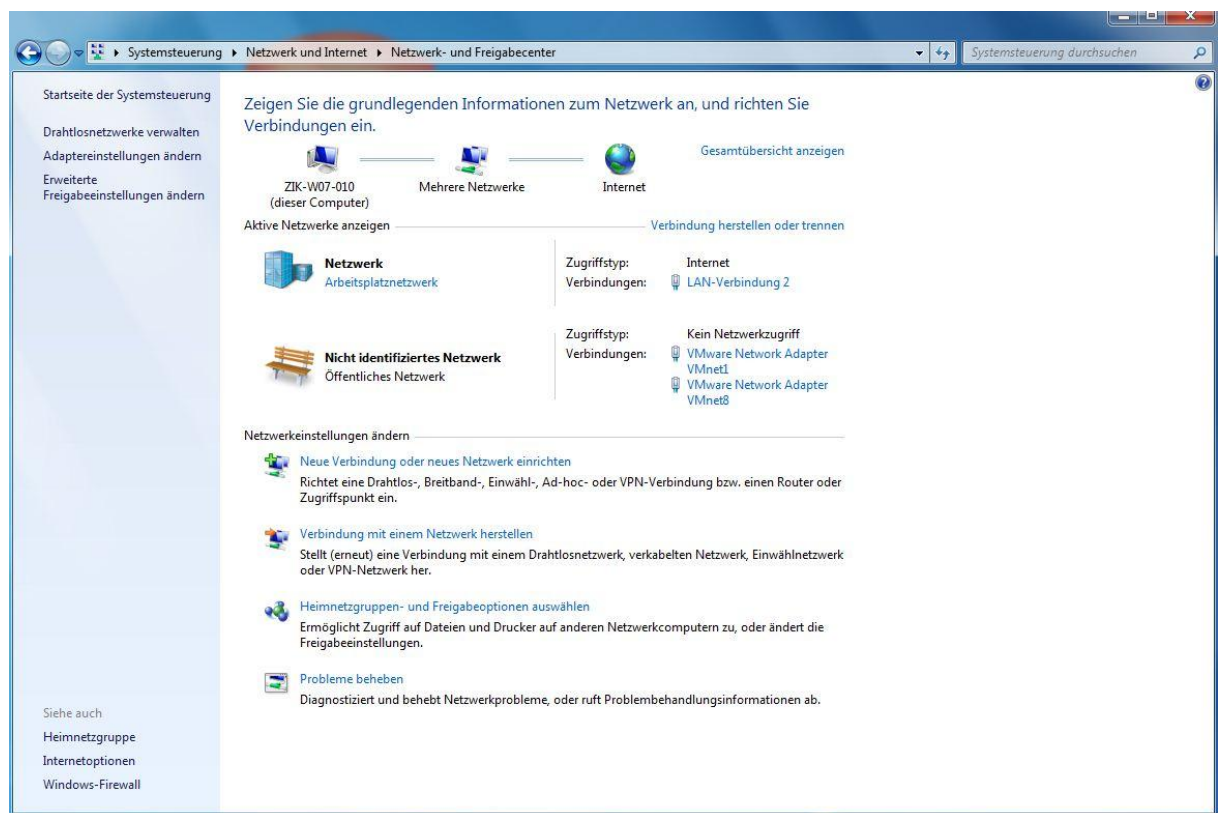 Systemsteuerung ▸ Netzwerk und Internet ▸ Netzwerk- und Freigabecenter
Systemsteuerung durchsuchen
Startseite der Systemsteuerung
Drahtlosnetzwerke verwalten
Adaptereinstellungen ändern
Erweiterte
Freigabeeinstellungen ändern
Zeigen Sie die grundlegenden Informationen zum Netzwerk an, und richten Sie
Verbindungen ein.
Gesamtübersicht anzeigen
ZIK-W07-010
(dieser Computer)
Mehrere Netzwerke
Internet
Aktive Netzwerke anzeigen
Verbindung herstellen oder trennen
Netzwerk
Arbeitsplatznetzwerk
Zugriffstyp: Internet
Verbindungen: LAN-Verbindung 2
Nicht identifiziertes Netzwerk
Öffentliches Netzwerk
Zugriffstyp: Kein Netzwerkzugriff
Verbindungen: VMware Network Adapter
VMnet1
VMware Network Adapter
VMnet8
Netzwerkeinstellungen ändern
Neue Verbindung oder neues Netzwerk einrichten
Richtet eine Drahtlos-, Breitband-, Einwähl-, Ad-hoc- oder VPN-Verbindung bzw. einen Router oder
Zugriffspunkt ein.
Verbindung mit einem Netzwerk herstellen
Stellt (erneut) eine Verbindung mit einem Drahtlosnetzwerk, verkabelten Netzwerk, Einwählnetzwerk
oder VPN-Netzwerk her.
Heimnetzgruppen- und Freigabeoptionen auswählen
Ermöglicht Zugriff auf Dateien und Drucker auf anderen Netzwerkcomputern zu, oder ändert die
Freigabeeinstellungen.
Probleme beheben
Diagnostiziert und behebt Netzwerkprobleme, oder ruft Problembehandlungsinformationen ab.
Siehe auch
Heimnetzgruppe
Internetoptionen
Windows-Firewall